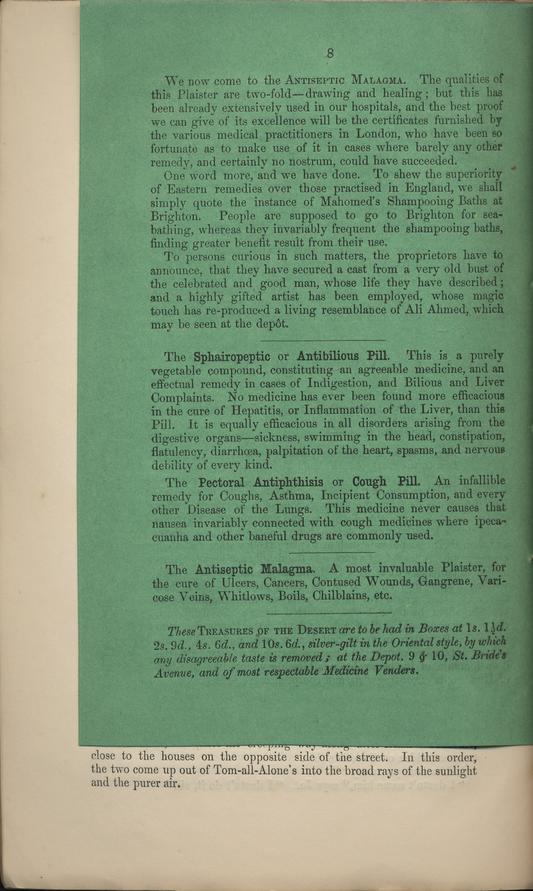 8
We now come to the ANTISEPTIC MALAGMA. The qualities of
this Plaister are two-fold—drawing and healing; but this has
been already extensively used in our hospitals, and the best proof
we can give of its excellence will be the certificates furnished by
the various medical practitioners in London, who have been so
fortunate as to make use of it in cases where barely any other
remedy, and certainly no nostrum, could have succeeded.
One word more, and we have done. To shew the superiority
of Eastern remedies over those practised in England, we shall
simply quote the instance of Mahomed's Shampooing Baths at
Brighton. People are supposed to go to Brighton for sea-
bathing, whereas they invariably frequent the shampooing baths,
finding greater benefit result from their use.
To persons curious in such matters, the proprietors have to
announce, that they have secured a cast from a very old bust of
the celebrated and good man, whose life they have described;
and a highly gifted artist has been employed, whose magic
touch has re-produced a living resemblance of Ali Ahmed, which
may be seen at the depôt.
The Sphairopeptic or Antibilious Pill. This is a purely
vegetable compound, constituting an agreeable medicine, and an
effectual remedy in cases of Indigestion, and Bilious and Liver
Complaints. No medicine has ever been found more efficacious
in the cure of Hepatitis, or Inflammation of the Liver, than this
Pill. It is equally efficacious in all disorders arising from the
digestive organs—sickness, swimming in the head, constipation,
flatulency, diarrhœa, palpitation of the heart, spasms, and nervous
debility of every kind.
The Pectoral Antiphthisis or Cough Pill. An infallible
remedy for Coughs, Asthma, Incipient Consumption, and every
other Disease of the Lungs. This medicine never causes that
nausea invariably connected with cough medicines where ipeca-
cuanha and other baneful drugs are commonly used.
The Antiseptic Malagma. A most invaluable Plaister, for
the cure of Ulcers, Cancers, Contused Wounds, Gangrene, Vari-
cose Veins, Whitlows, Boils, Chilblains, etc.
These TREASURES OF THE DESERT are to be had in Boxes at 1s. 1½d.
2s. 9d., 4s. 6d., and 10s. 6d., silver-gilt in the Oriental style, by which
any disagreeable taste is removed; at the Depot. 9 & 10, St. Bride's
Avenue, and of most respectable Medicine Venders.
close to the houses on the opposite side of the street. In this order,
the two come up out of Tom-all-Alone's into the broad rays of the sunlight
and the purer air.